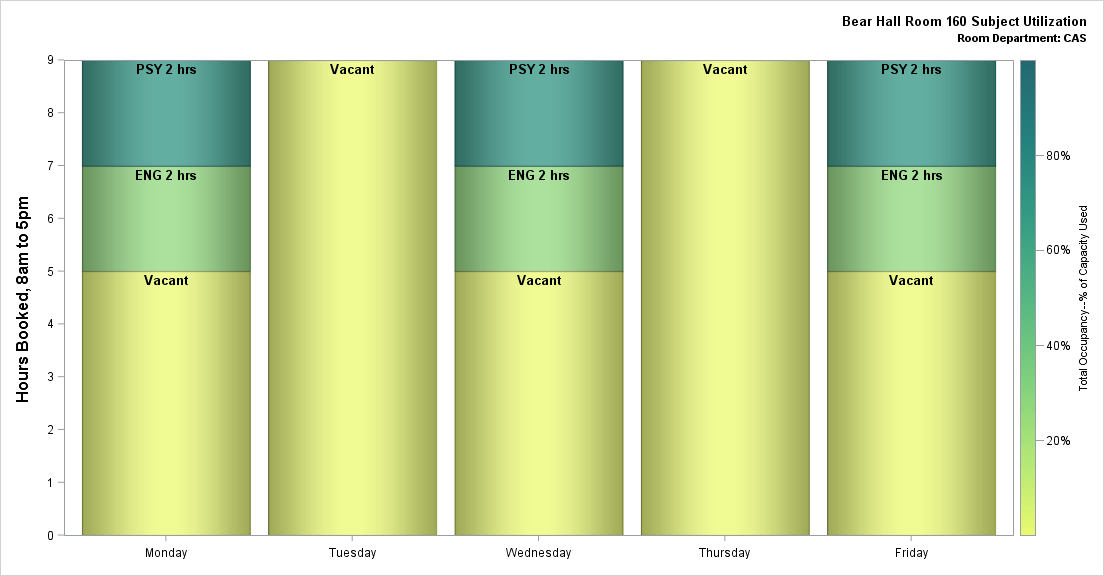 Bear Hall Room 160 Subject Utilization
Room Department: CAS
Hours Booked, 8am to 5pm
9
8
7
6
5
4
3
2
1
0
PSY 2 hrs
ENG 2 hrs
Vacant
Vacant
PSY 2 hrs
ENG 2 hrs
Vacant
Vacant
PSY 2 hrs
ENG 2 hrs
Vacant
Monday
Tuesday
Wednesday
Thursday
Friday
80%
60%
40%
20%
Total Occupancy--% of Capacity Used